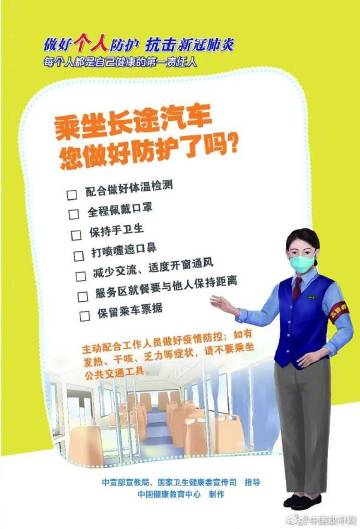 做好个人防护 抗击新冠肺炎
每个人都是自己健康的第一责任人
乘坐长途汽车
您做好防护了吗？
配合做好体温检测
全程佩戴口罩
保持手卫生
打喷嚏遮口鼻
减少交流、适度开窗通风
服务区就餐要与他人保持距离
保留乘车票据
主动配合工作人员做好疫情防控；如有
发热、干咳、乏力等症状，请不要乘坐
公共交通工具。
中宣部宣教局、国家卫生健康委宣传司 指导
中国健康教育中心 制作